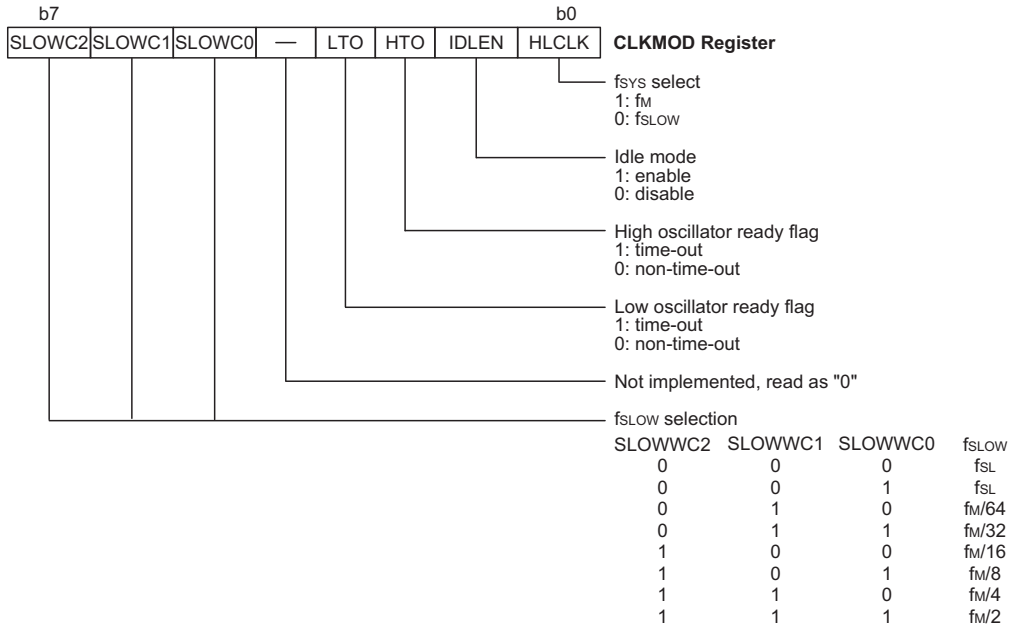 b7 b0
SLOWC2 SLOWC1 SLOWC0 — LTO HTO IDLEN HLCLK CLKMOD Register
fSYS select
1: fM
0: fSLOW
Idle mode
1: enable
0: disable
High oscillator ready flag
1: time-out
0: non-time-out
Low oscillator ready flag
1: time-out
0: non-time-out
Not implemented, read as "0"
fSLOW selection
SLOWWC2 SLOWWC1 SLOWWC0 fSLOW
0 0 0 fSL
0 0 1 fSL
0 1 0 fM/64
0 1 1 fM/32
1 0 0 fM/16
1 0 1 fM/8
1 1 0 fM/4
1 1 1 fM/2